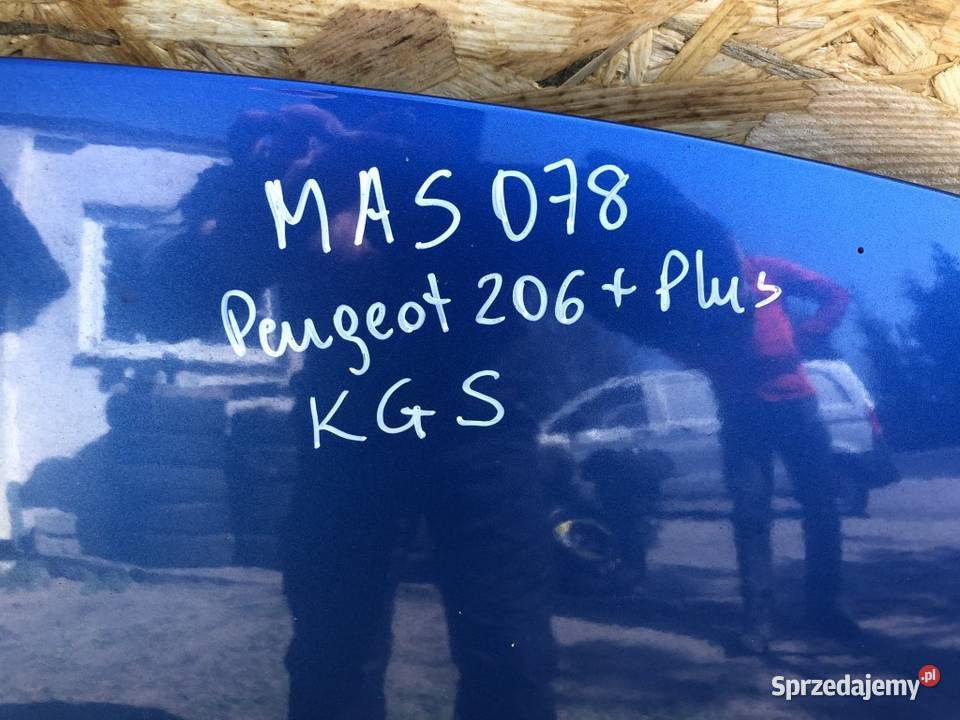 MAS 078
Peugeot 206 + Plus
KGS
Sprzedajemy.pl